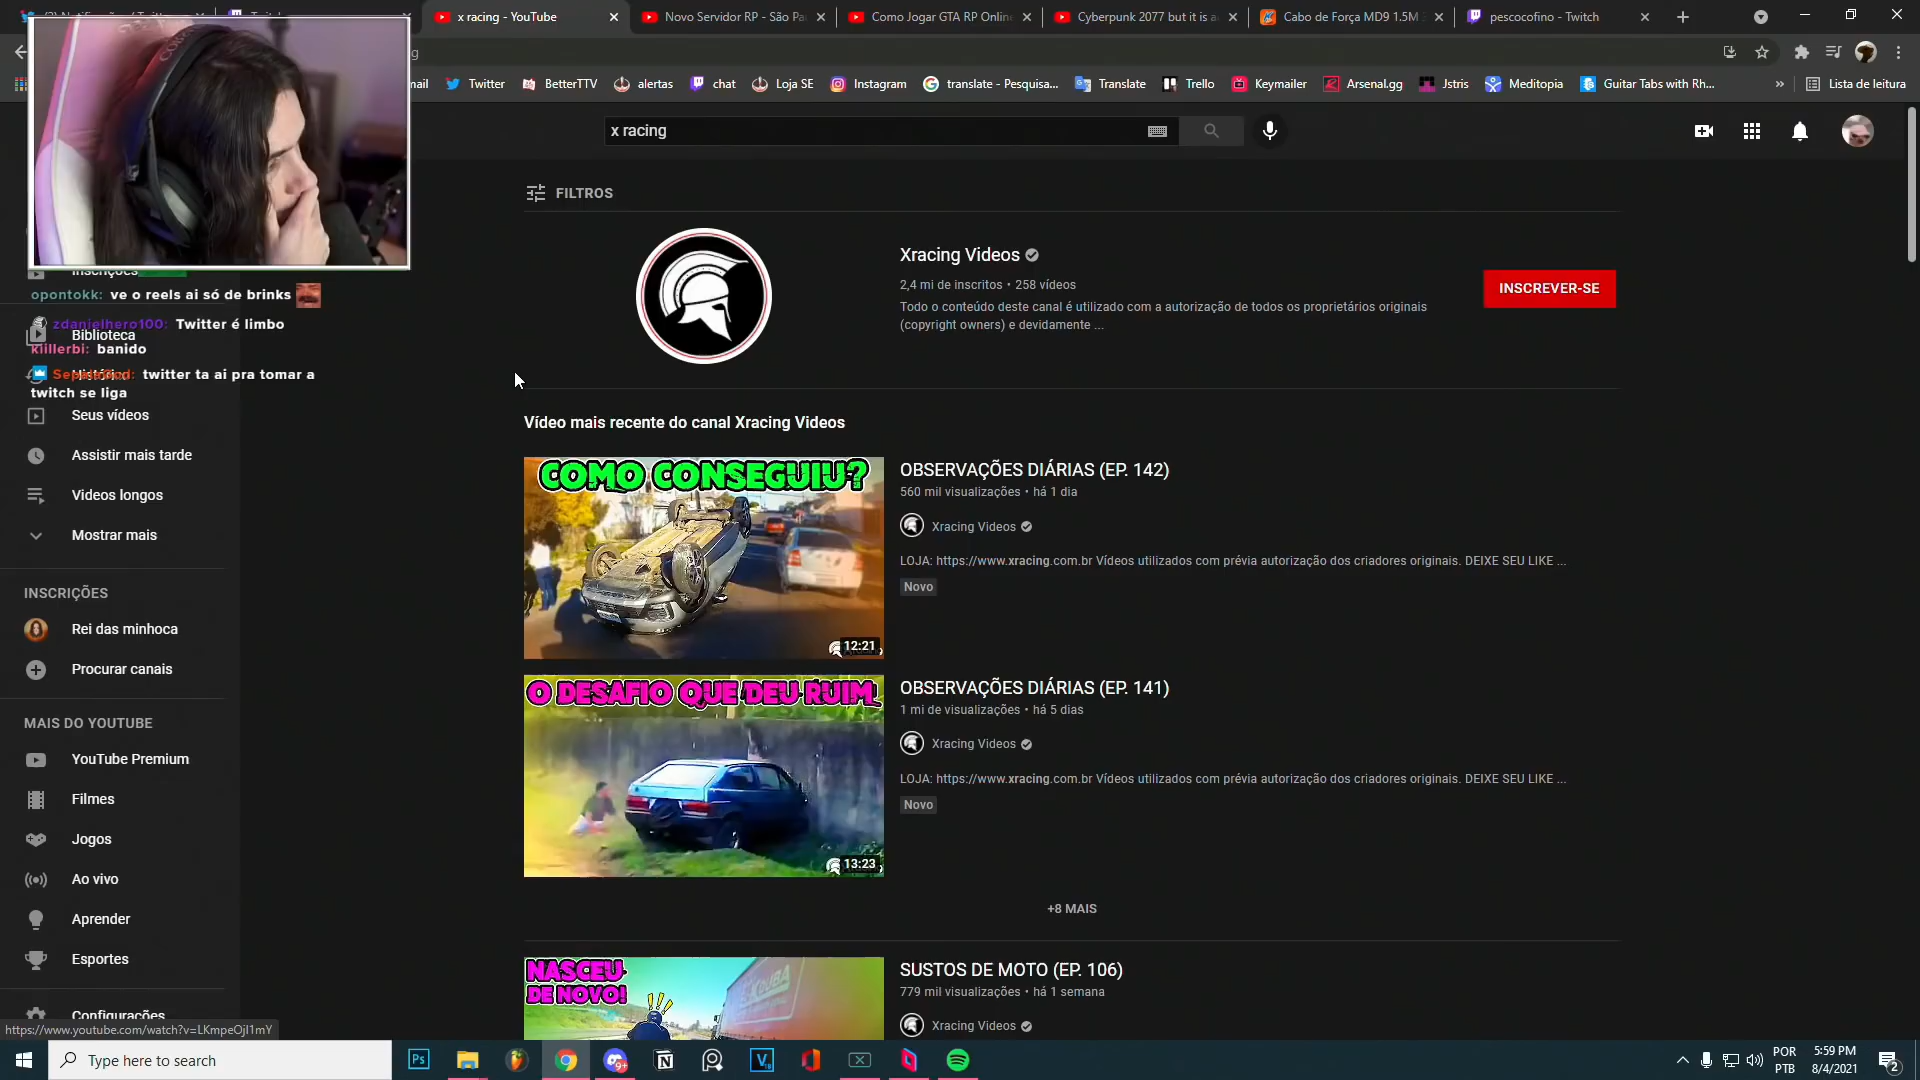 x racing - YouTube
Novo Servidor RP - São Pa
Como Jogar GTA RP Onlin
Cyberpunk 2077 but it is a
Cabo de Força MD9 1.5M
pescocofino - Twitch
Twitter
BetterTTV
alertas
chat
Loja SE
Instagram
translate - Pesquisa...
Translate
Trello
Keymailer
Arsenal.gg
Jstris
Meditopia
Guitar Tabs with Rh...
»
Lista de leitura
x racing
FILTROS
Xracing Videos
2,4 mi de inscritos • 258 vídeos
Todo o conteúdo deste canal é utilizado com a autorização de todos os proprietários originais
(copyright owners) e devidamente ...
INSCREVER-SE
Inscrições
opontokk: ve o reels ai só de brinks
zdanielhero100: Twitter é limbo
Biblioteca
klillerbi: banido
twitter ta ai pra tomar a
twitch se liga
Seus vídeos
Assistir mais tarde
Videos longos
Mostrar mais
INSCRIÇÕES
Rei das minhoca
Procurar canais
MAIS DO YOUTUBE
YouTube Premium
Filmes
Jogos
Ao vivo
Aprender
Esportes
Configurações
https://www.youtube.com/watch?v=LKmpeOjI1mY
Vídeo mais recente do canal Xracing Videos
COMO CONSEGUIU?
12:21
OBSERVAÇÕES DIÁRIAS (EP. 142)
560 mil visualizações • há 1 dia
Xracing Videos
LOJA: https://www.xracing.com.br Vídeos utilizados com prévia autorização dos criadores originais. DEIXE SEU LIKE ...
Novo
O DESAFIO QUE DEU RUIM
13:23
OBSERVAÇÕES DIÁRIAS (EP. 141)
1 mi de visualizações • há 5 dias
Xracing Videos
LOJA: https://www.xracing.com.br Vídeos utilizados com prévia autorização dos criadores originais. DEIXE SEU LIKE ...
Novo
+8 MAIS
NASCEU
DE NOVO!
SUSTOS DE MOTO (EP. 106)
779 mil visualizações • há 1 semana
Xracing Videos
Type here to search
Ps
9+
POR
PTB
5:59 PM
8/4/2021
2